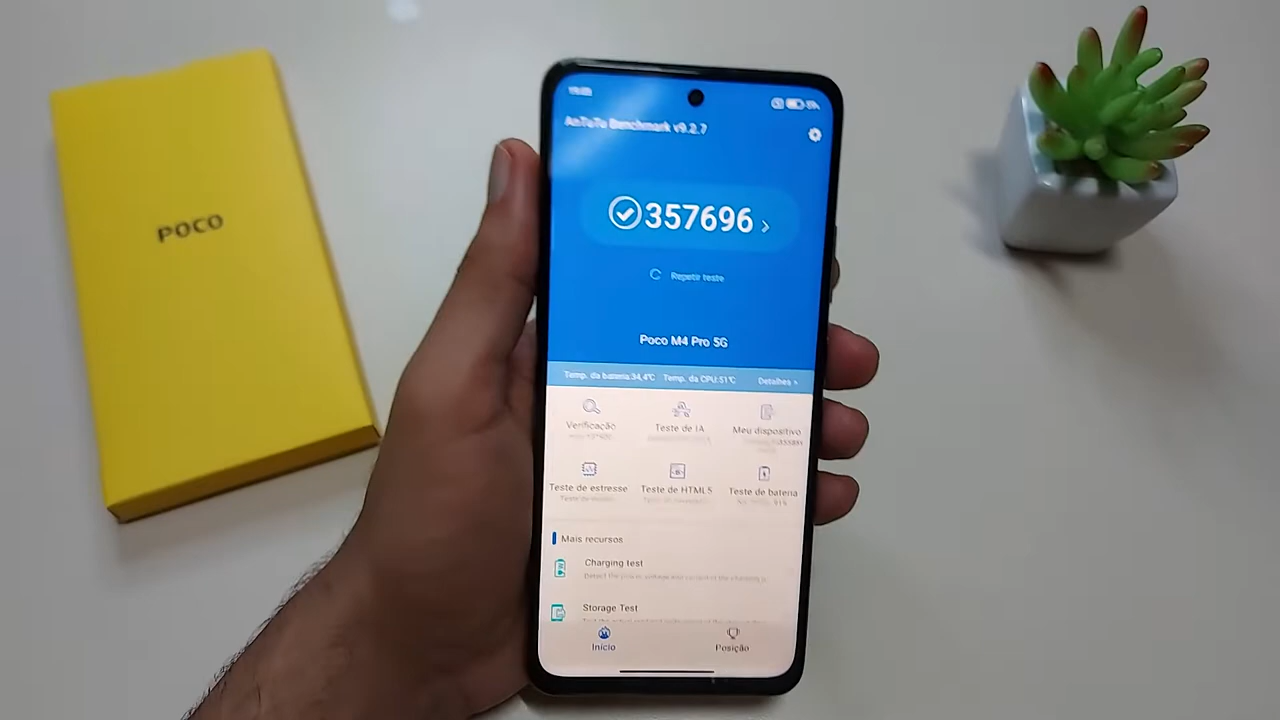 POCO
AnTuTu Benchmark v9.2.7
357696
Repetir teste
Poco M4 Pro 5G
Temp. da bateria:34,4℃ Temp. da CPU:51℃ Detalhes
Verificação Teste de IA Meu dispositivo
Teste de estresse Teste de HTML5 Teste de bateria
Mais recursos
Charging test
Storage Test
Início Posição